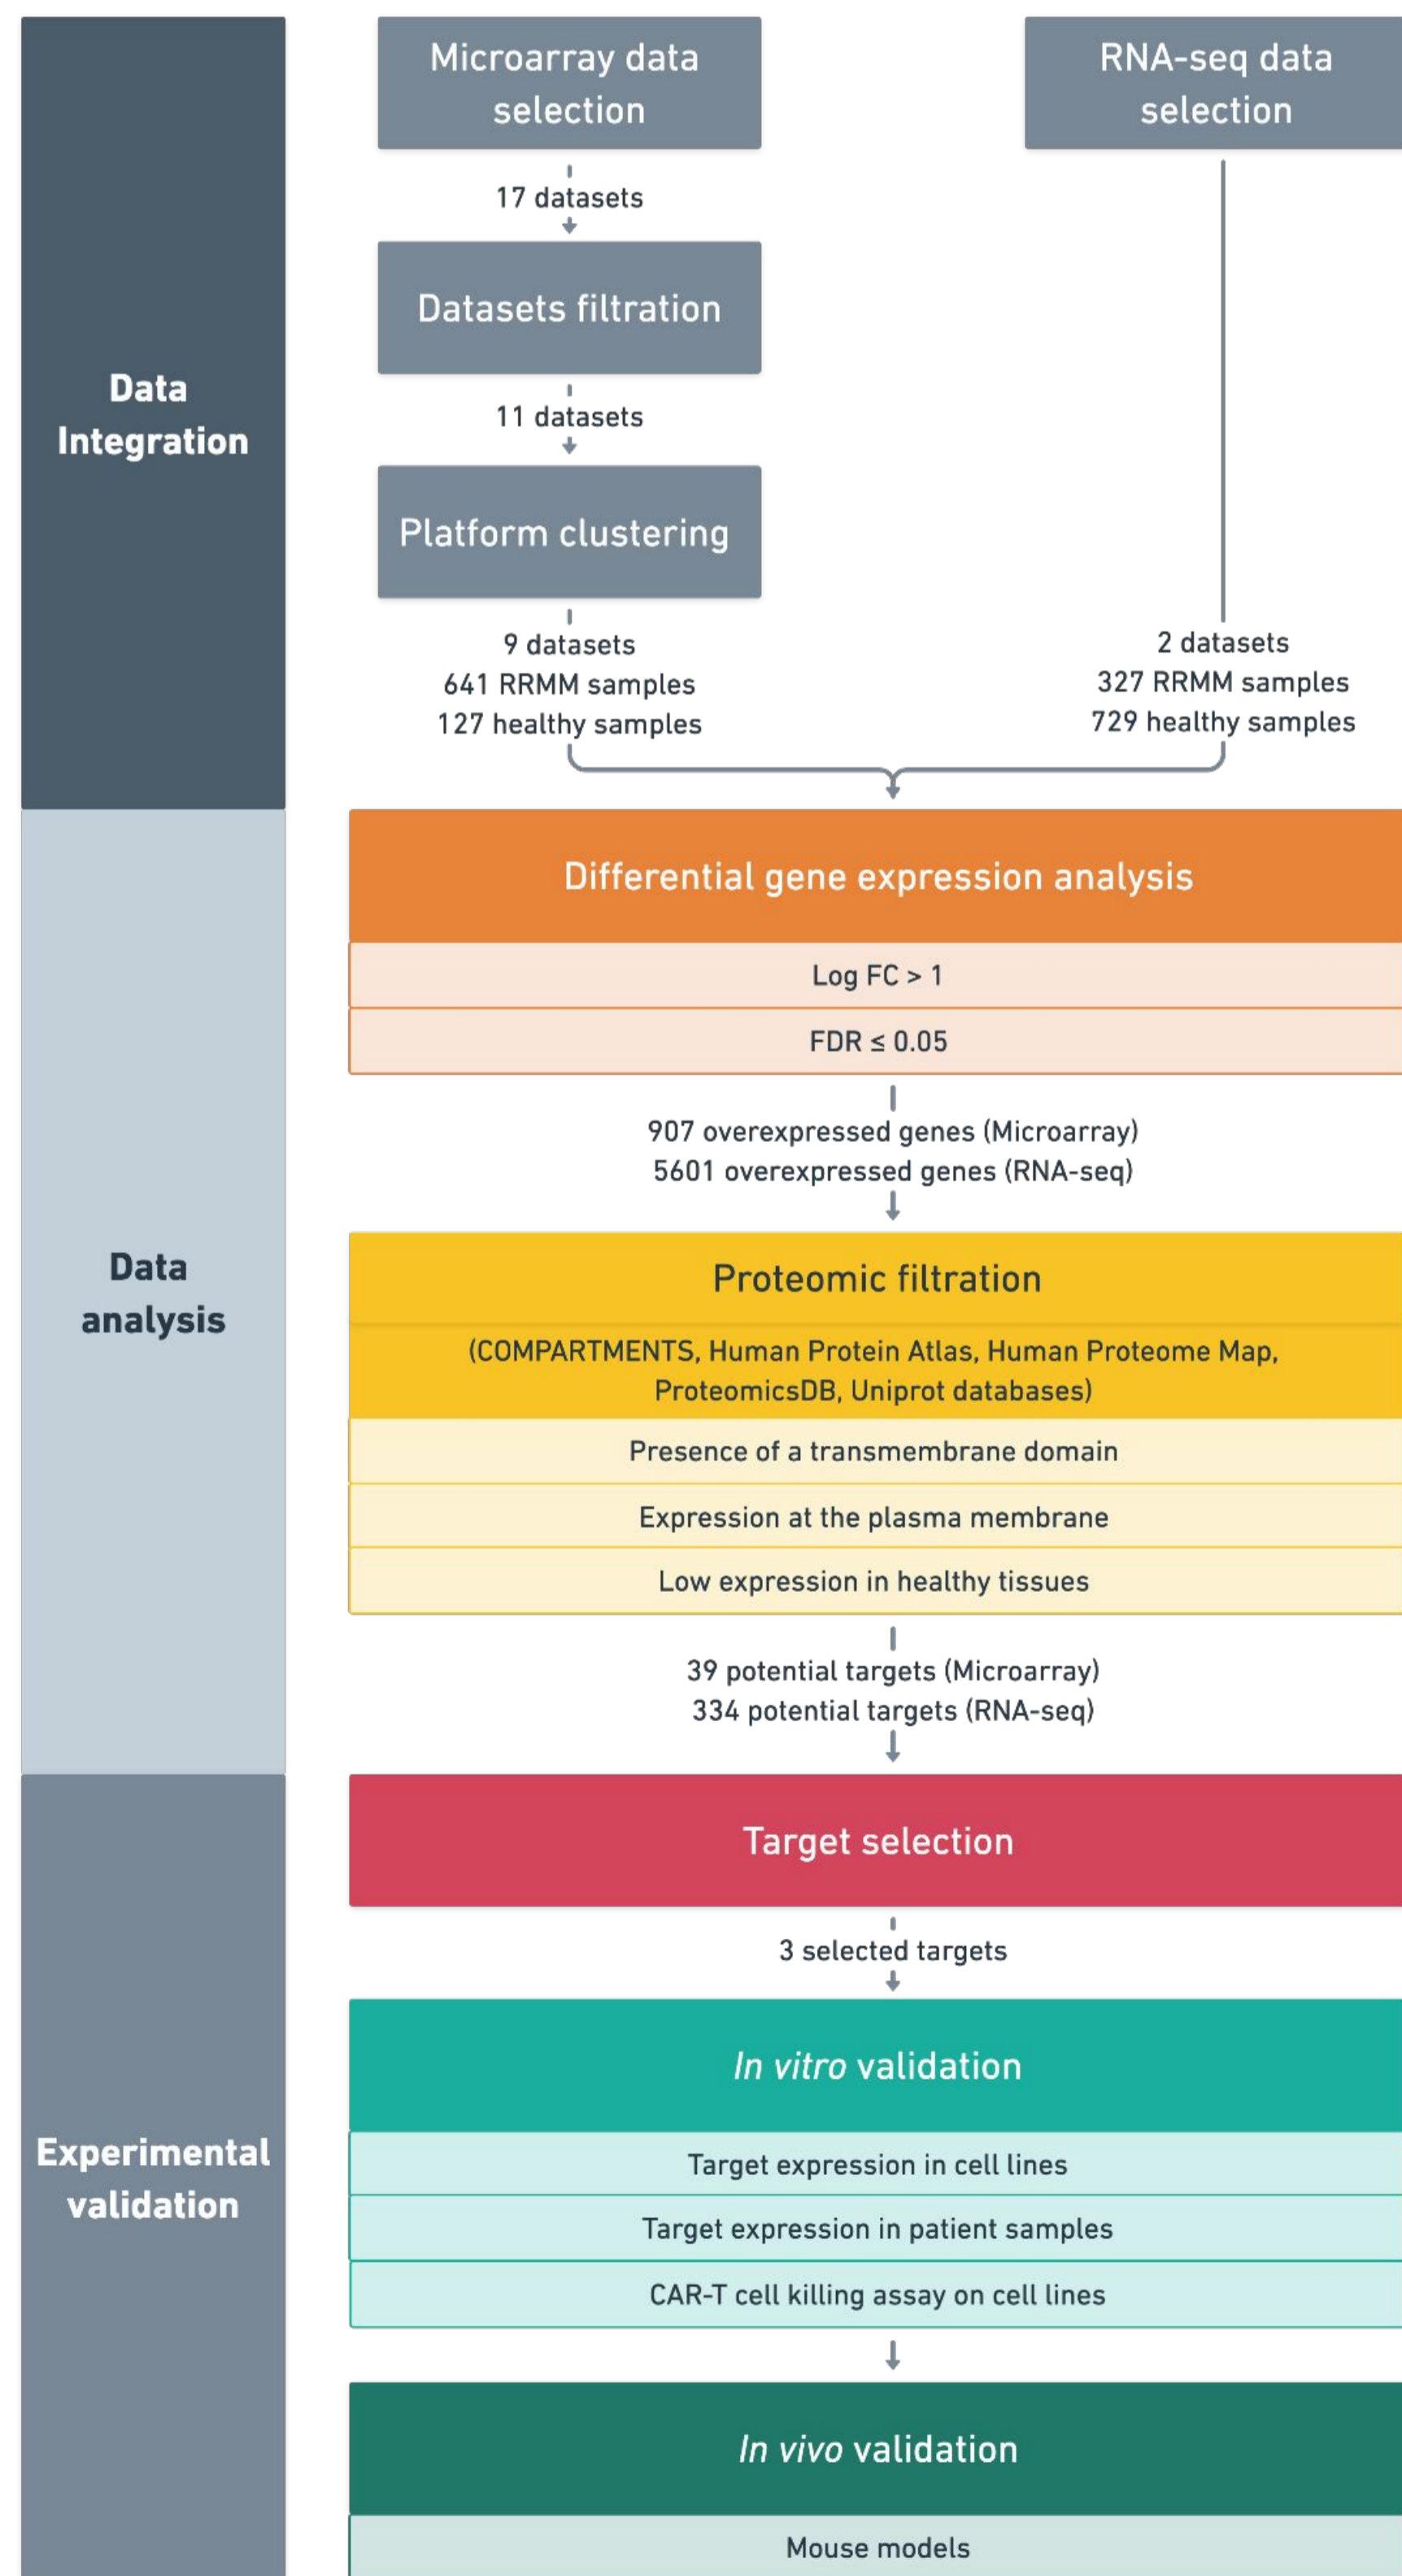 Data
Integration
Microarray data
selection
17 datasets
Datasets filtration
11 datasets
Platform clustering
9 datasets
641 RRMM samples
127 healthy samples
RNA-seq data
selection
2 datasets
327 RRMM samples
729 healthy samples
Data
analysis
Differential gene expression analysis
Log FC > 1
FDR ≤ 0.05
907 overexpressed genes (Microarray)
5601 overexpressed genes (RNA-seq)
Proteomic filtration
(COMPARTMENTS, Human Protein Atlas, Human Proteome Map,
ProteomicsDB, Uniprot databases)
Presence of a transmembrane domain
Expression at the plasma membrane
Low expression in healthy tissues
39 potential targets (Microarray)
334 potential targets (RNA-seq)
Experimental
validation
Target selection
3 selected targets
In vitro validation
Target expression in cell lines
Target expression in patient samples
CAR-T cell killing assay on cell lines
In vivo validation
Mouse models